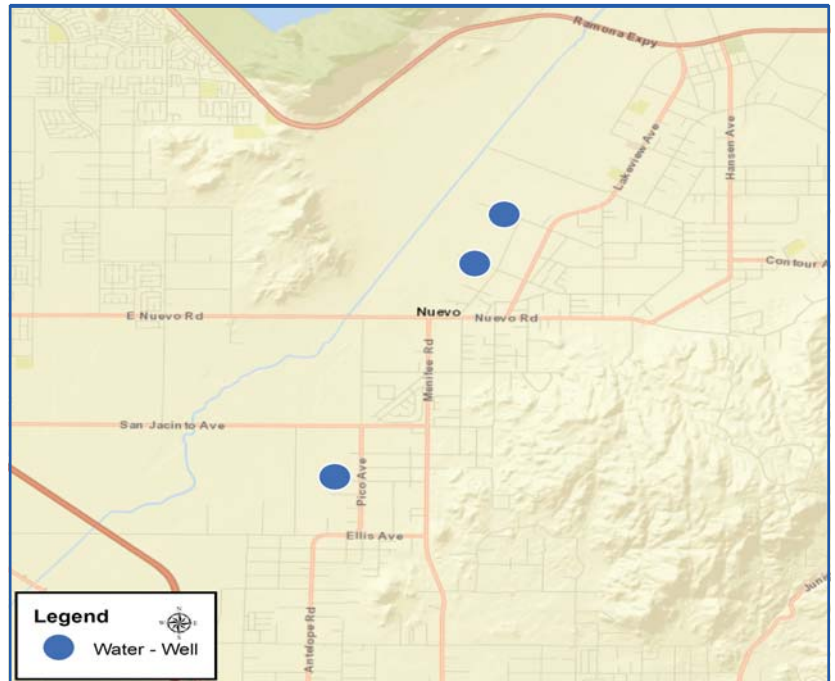 Ramona Expy
Lakeview Ave
Hansen Ave
Contour A
Nuevo
E Nuevo Rd
Nuevo Rd
Menifee Rd
San Jacinto Ave
Pico Ave
Ellis Ave
Antelope Rd
Juni
Legend
N
W E
S
Water - Well